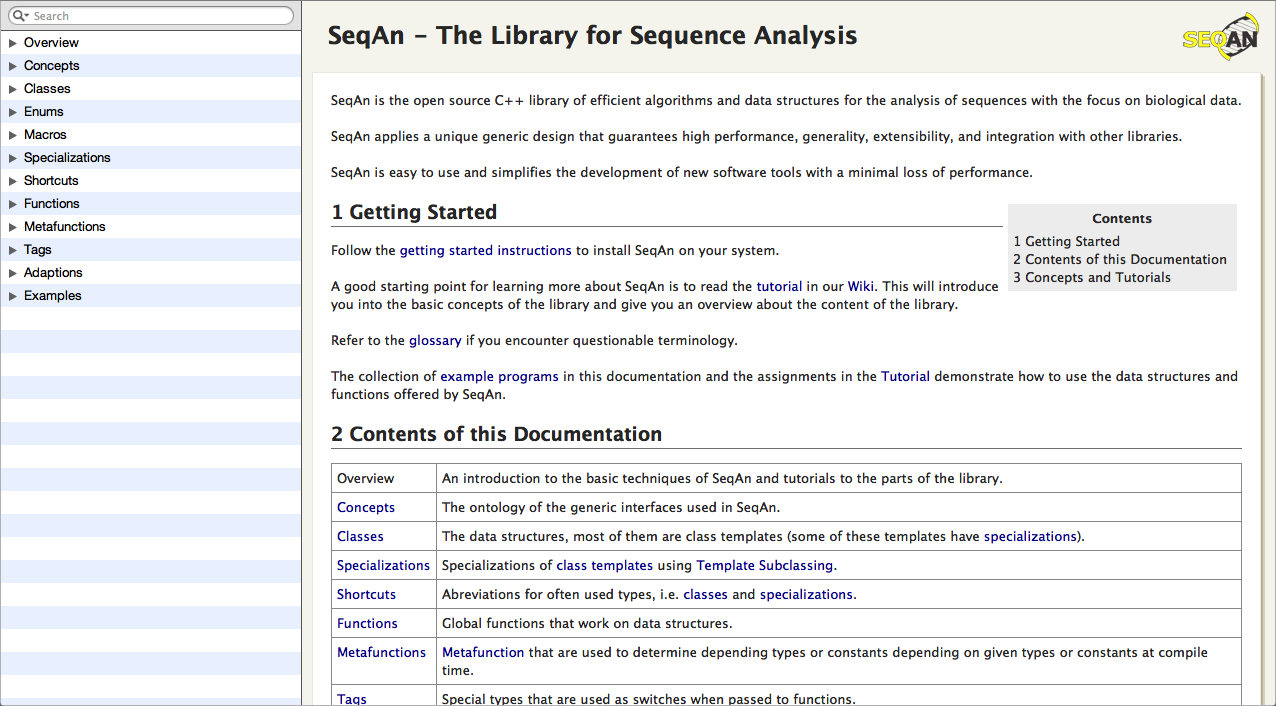 Search
Overview
Concepts
Classes
Enums
Macros
Specializations
Shortcuts
Functions
Metafunctions
Tags
Adaptions
Examples
SeqAn - The Library for Sequence Analysis
SEQAN
SeqAn is the open source C++ library of efficient algorithms and data structures for the analysis of sequences with the focus on biological data.
SeqAn applies a unique generic design that guarantees high performance, generality, extensibility, and integration with other libraries.
SeqAn is easy to use and simplifies the development of new software tools with a minimal loss of performance.
1 Getting Started
Contents
1 Getting Started
2 Contents of this Documentation
3 Concepts and Tutorials
Follow the getting started instructions to install SeqAn on your system.
A good starting point for learning more about SeqAn is to read the tutorial in our Wiki. This will introduce
you into the basic concepts of the library and give you an overview about the content of the library.
Refer to the glossary if you encounter questionable terminology.
The collection of example programs in this documentation and the assignments in the Tutorial demonstrate how to use the data structures and
functions offered by SeqAn.
2 Contents of this Documentation
Overview An introduction to the basic techniques of SeqAn and tutorials to the parts of the library.
Concepts The ontology of the generic interfaces used in SeqAn.
Classes The data structures, most of them are class templates (some of these templates have specializations).
Specializations Specializations of class templates using Template Subclassing.
Shortcuts Abreviations for often used types, i.e. classes and specializations.
Functions Global functions that work on data structures.
Metafunctions Metafunction that are used to determine depending types or constants depending on given types or constants at compile
time.
Tags Special types that are used as switches when passed to functions.